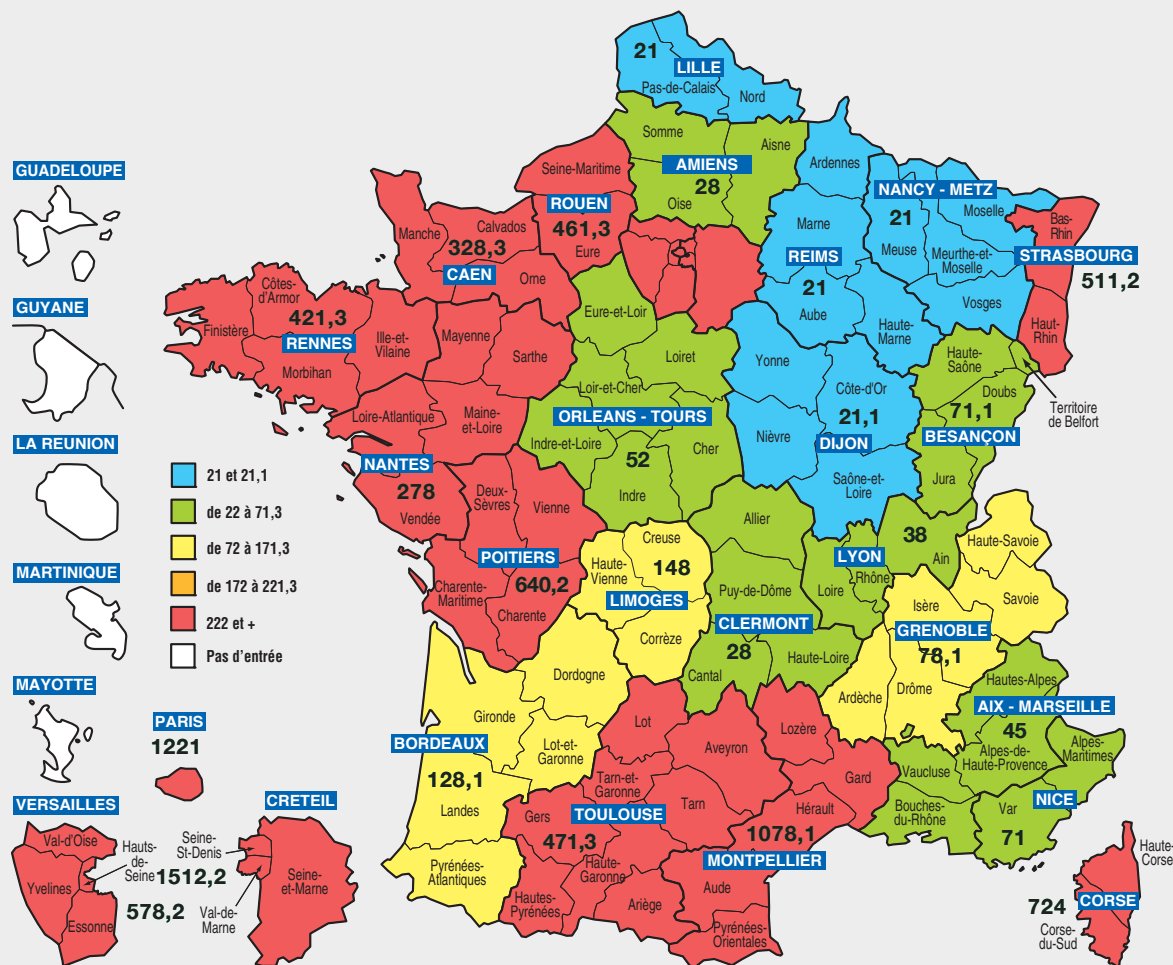 21
LILLE
Pas-de-Calais
Nord
Somme
Aisne
AMIENS
28
Oise
Ardennes
Seine-Maritime
ROUEN
461,3
Eure
GUADELOUPE
Manche
Calvados
328,3
CAEN
Orne
NANCY - METZ
21
Moselle
Meuse
Meurthe-et-
Moselle
Vosges
Bas-
Rhin
STRASBOURG
511,2
Haut-
Rhin
Marne
REIMS
21
Aube
Haute-
Marne
GUYANE
Côtes-
d'Armor
Finistère
421,3
RENNES
Ille-et-
Vilaine
Morbihan
Mayenne
Sarthe
Eure-et-Loir
Loiret
Loir-et-Cher
ORLEANS - TOURS
Indre-et-Loire
52
Cher
Indre
Yonne
Côte-d'Or
21,1
Nièvre
DIJON
Saône-et-
Loire
Haute-
Saône
Doubs
71,1
BESANÇON
Jura
Territoire
de Belfort
LA REUNION
Loire-Atlantique
Maine-
et-Loire
NANTES
278
Vendée
Deux-
Sèvres
Vienne
POITIERS
640,2
Charente-
Maritime
Charente
21 et 21,1
de 22 à 71,3
de 72 à 171,3
de 172 à 221,3
222 et +
Pas d'entrée
MARTINIQUE
Creuse
Haute-
Vienne
148
LIMOGES
Corrèze
Allier
Puy-de-Dôme
CLERMONT
28
Cantal
Haute-Loire
38
Ain
LYON
Rhône
Loire
Haute-Savoie
Savoie
Isère
GRENOBLE
78,1
Ardèche
Drôme
MAYOTTE
PARIS
1221
Dordogne
Gironde
BORDEAUX
128,1
Lot-et-
Garonne
Landes
Pyrénées-
Atlantiques
Lot
Aveyron
Lozère
Tarn-et-
Garonne
Tarn
Gers
TOULOUSE
471,3
Haute-
Garonne
Hautes-
Pyrénées
Ariège
Gard
Hérault
1078,1
MONTPELLIER
Aude
Pyrénées-
Orientales
Hautes-Alpes
AIX - MARSEILLE
45
Alpes-de-
Haute-Provence
Vaucluse
Bouches-
du-Rhône
Alpes-
Maritimes
NICE
Var
71
VERSAILLES
Val-d'Oise
Hauts-
de-
Seine
Yvelines
Essonne
578,2
CRETEIL
Seine-
St-Denis
1512,2
Seine-
et-Marne
Val-de-
Marne
Haute-
Corse
724
CORSE
Corse-
du-Sud